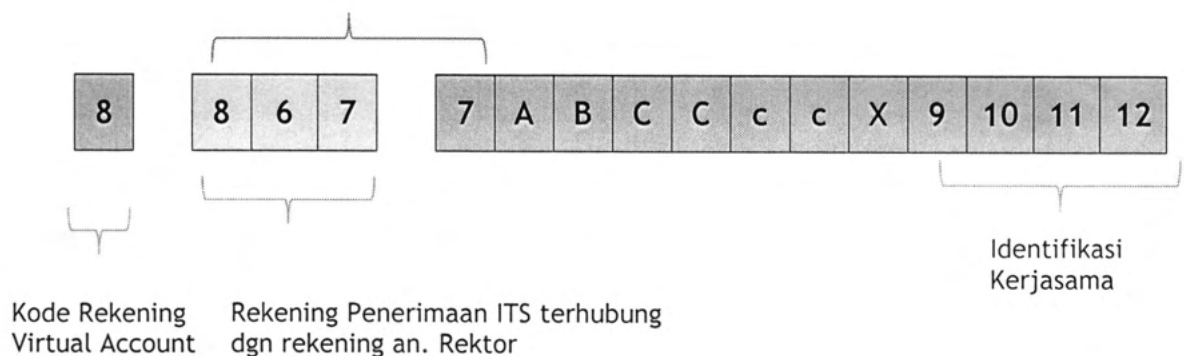 8 8 6 7 7 A B C C c c X 9 10 11 12
Identifikasi
Kerjasama
Kode Rekening
Virtual Account
Rekening Penerimaan ITS terhubung
dgn rekening an. Rektor